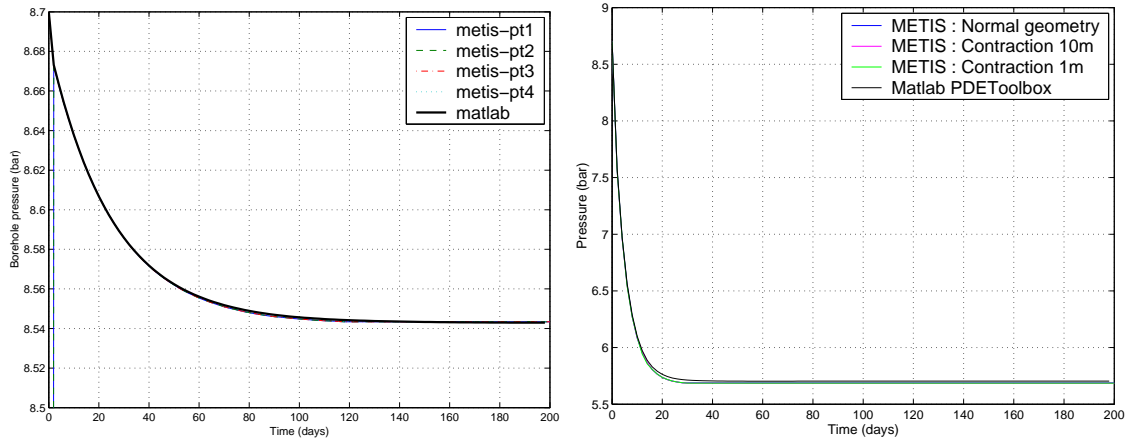 8.7
8.68
8.66
8.64
8.62
8.6
8.58
8.56
8.54
8.52
8.5
Borehole pressure (bar)
metis-pt1
metis-pt2
metis-pt3
metis-pt4
matlab
0 20 40 60 80 100 120 140 160 180 200
Time (days)
9
8.5
8
7.5
7
6.5
6
5.5
Pressure (bar)
METIS : Normal geometry
METIS : Contraction 10m
METIS : Contraction 1m
Matlab PDEToolbox
0 20 40 60 80 100 120 140 160 180 200
Time (days)